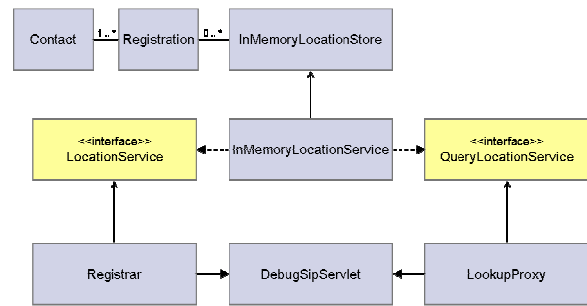 Contact 1..* Registration 0..* InMemoryLocationStore
<<interface>>
LocationService
InMemoryLocationService
<<interface>>
QueryLocationService
Registrar
DebugSipServlet
LookupProxy